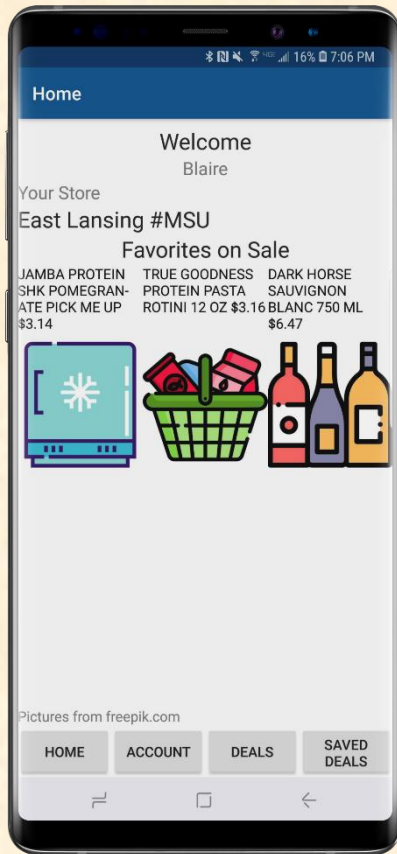 16% 7:06 PM
Home
Welcome
Blaire
Your Store
East Lansing #MSU
Favorites on Sale
JAMBA PROTEIN
SHK POMEGRAN-
ATE PICK ME UP
$3.14
TRUE GOODNESS
PROTEIN PASTA
ROTINI 12 OZ $3.16
DARK HORSE
SAUVIGNON
BLANC 750 ML
$6.47
Pictures from freepik.com
HOME
ACCOUNT
DEALS
SAVED
DEALS